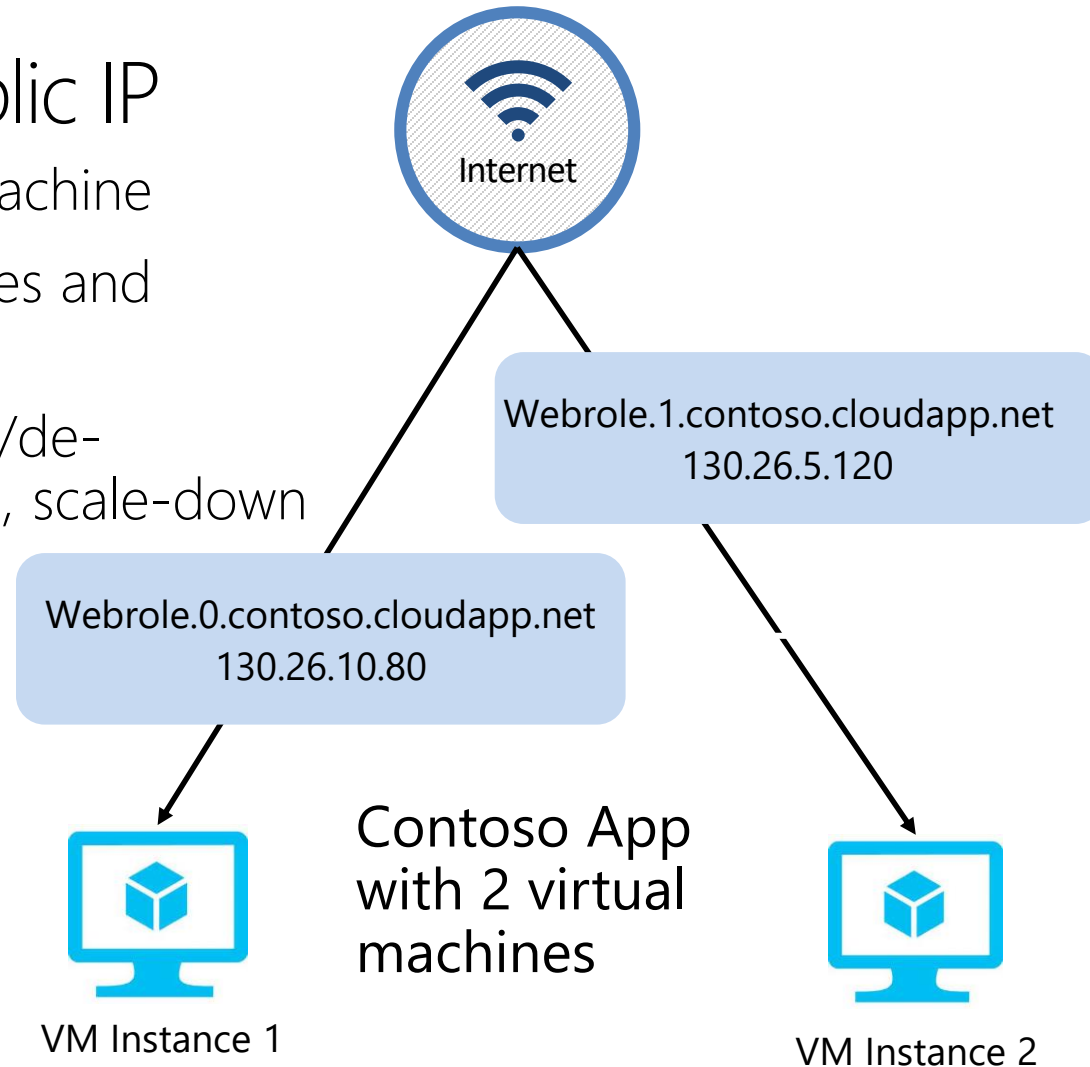 lic IP
achine
es and
/de-
, scale-down
Internet
Webrole.1.contoso.cloudapp.net
130.26.5.120
Webrole.0.contoso.cloudapp.net
130.26.10.80
Contoso App
with 2 virtual
machines
VM Instance 1
VM Instance 2